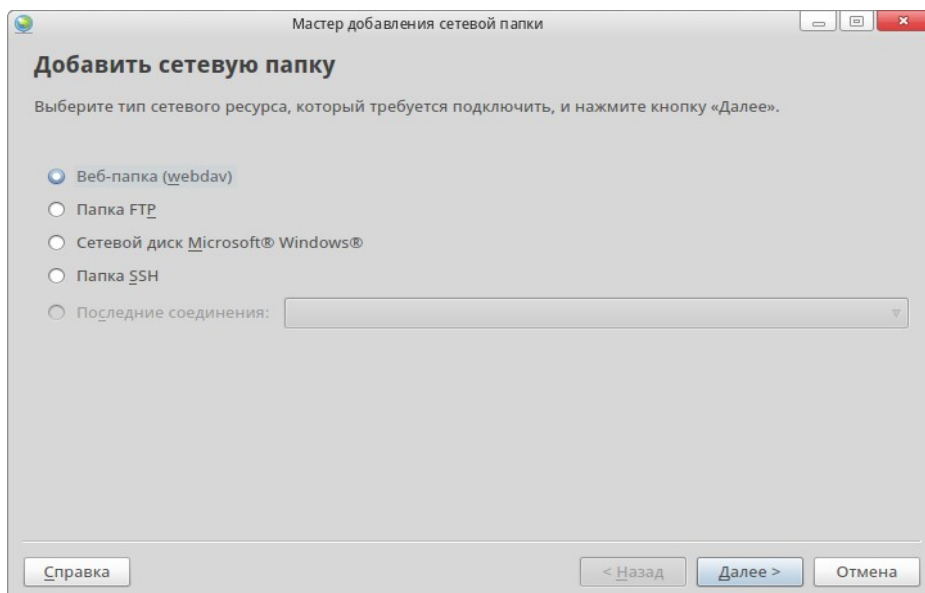 Мастер добавления сетевой папки
Добавить сетевую папку
Выберите тип сетевого ресурса, который требуется подключить, и нажмите кнопку «Далее».
Веб-папка (webdav)
Папка FTP
Сетевой диск Microsoft® Windows®
Папка SSH
Последние соединения:
Справка
< Назад
Далее >
Отмена